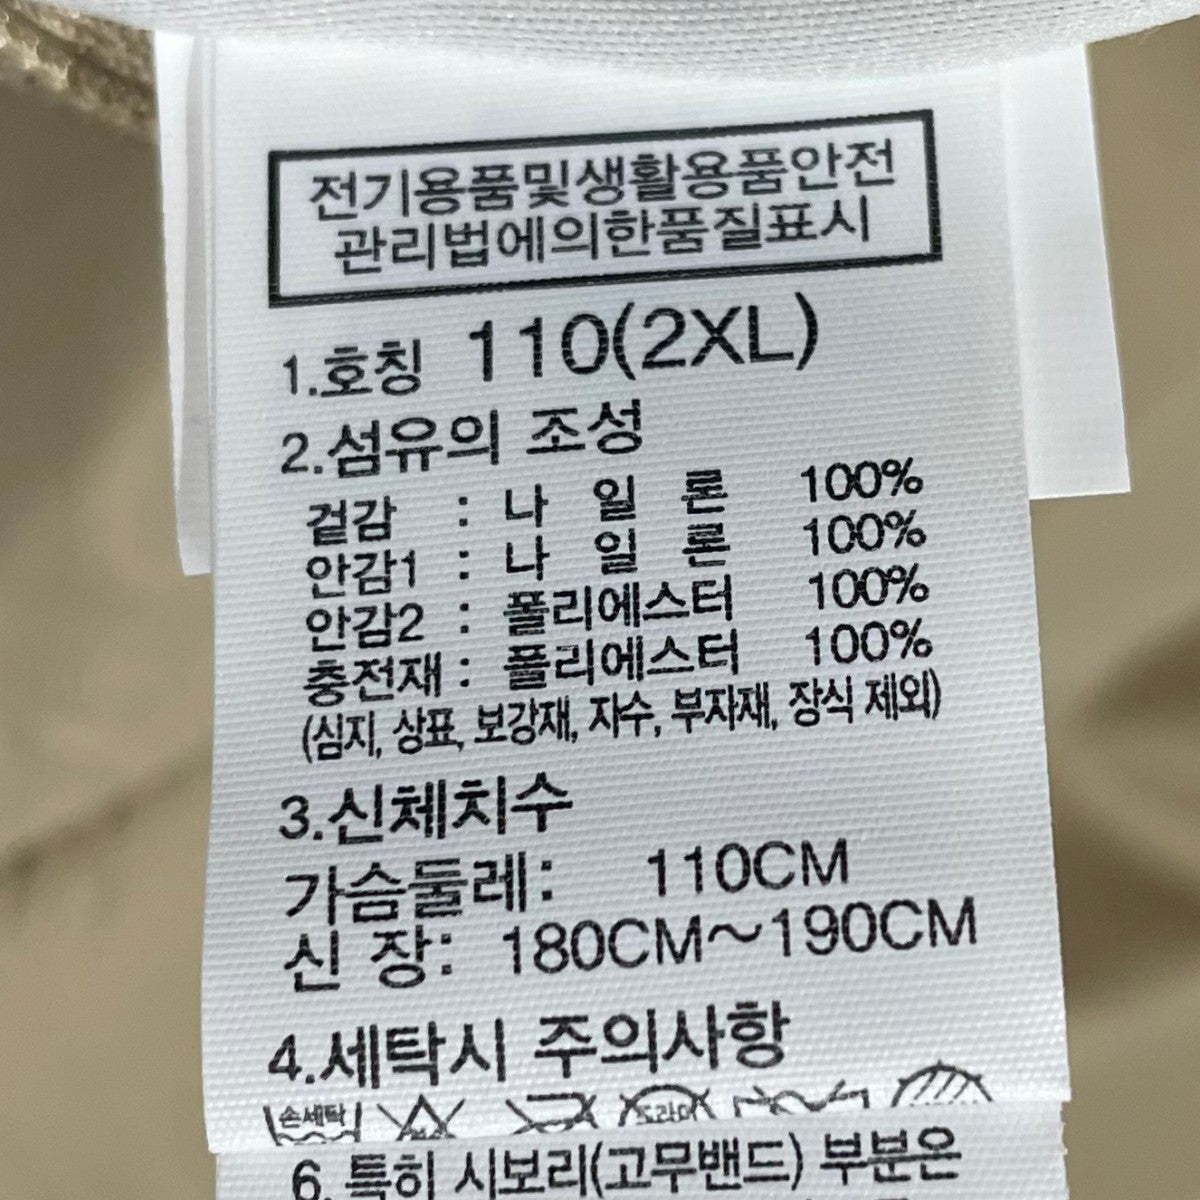 전기용품및생활용품안전
관리법에의한품질표시
1.호칭 110(2XL)
2.섬유의 조성
겉감 : 나 일 론 100%
안감1 : 나 일 론 100%
안감2 : 폴리에스터 100%
충전재 : 폴리에스터 100%
(심지, 상표, 보강재, 자수, 부자재, 장식 제외)
3.신체치수
가슴둘레: 110CM
신 장: 180CM~190CM
4.세탁시 주의사항
손세탁
6. 특히 시보리(고무밴드) 부분은